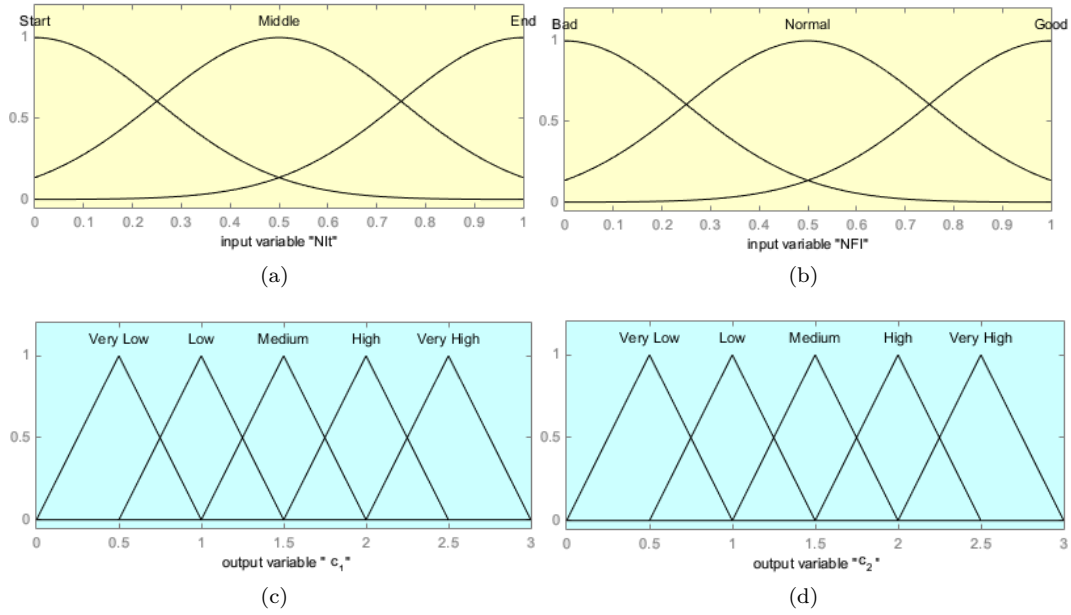 Start Middle End
1
0.5
0
0 0.1 0.2 0.3 0.4 0.5 0.6 0.7 0.8 0.9 1
input variable "NIt"
(a)
Bad Normal Good
1
0.5
0
0 0.1 0.2 0.3 0.4 0.5 0.6 0.7 0.8 0.9 1
input variable "NFI"
(b)
Very Low Low Medium High Very High
1
0.5
0
0 0.5 1 1.5 2 2.5 3
output variable " c₁"
(c)
Very Low Low Medium High Very High
1
0.5
0
0 0.5 1 1.5 2 2.5 3
output variable "c₂"
(d)